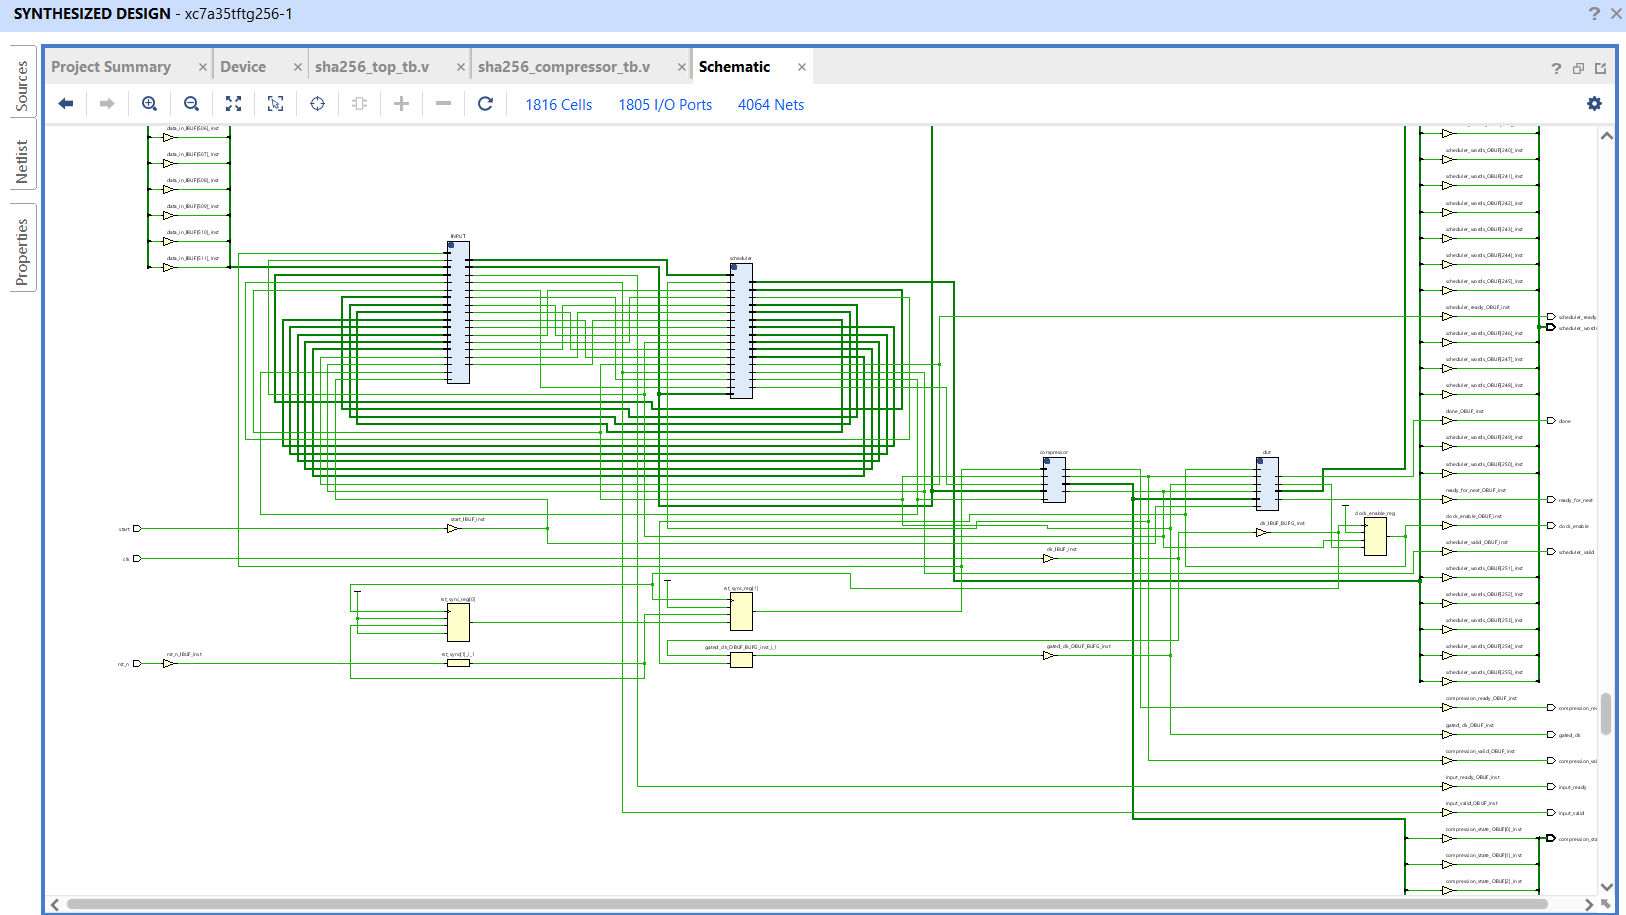 SYNTHESIZED DESIGN - xc7a35tftg256-1
Sources
Netlist
Properties
Project Summary
Device
sha256_top_tb.v
sha256_compressor_tb.v
Schematic
1816 Cells
1805 I/O Ports
4064 Nets
data_in_IBUF[506]_inst
data_in_IBUF[507]_inst
data_in_IBUF[508]_inst
data_in_IBUF[509]_inst
data_in_IBUF[510]_inst
data_in_IBUF[511]_inst
INPUT
scheduler
compressor
dut
start
start_IBUF_inst
clk
clk_IBUF_inst
clk_IBUF_BUFG_inst
clock_enable_reg
rst_sync_reg[0]
rst_sync_reg[1]
rst_n
rst_n_IBUF_inst
rst_sync[1]_i_1
gated_clk_OBUF_BUFG_inst_i_1
gated_clk_OBUF_BUFG_inst
scheduler_words_OBUF[240]_inst
scheduler_words_OBUF[241]_inst
scheduler_words_OBUF[242]_inst
scheduler_words_OBUF[243]_inst
scheduler_words_OBUF[244]_inst
scheduler_words_OBUF[245]_inst
scheduler_ready_OBUF_inst
scheduler_ready
scheduler_words
scheduler_words_OBUF[246]_inst
scheduler_words_OBUF[247]_inst
scheduler_words_OBUF[248]_inst
done_OBUF_inst
done
scheduler_words_OBUF[249]_inst
scheduler_words_OBUF[250]_inst
ready_for_next_OBUF_inst
ready_for_next
clock_enable_OBUF_inst
clock_enable
scheduler_valid_OBUF_inst
scheduler_valid
scheduler_words_OBUF[251]_inst
scheduler_words_OBUF[252]_inst
scheduler_words_OBUF[253]_inst
scheduler_words_OBUF[254]_inst
scheduler_words_OBUF[255]_inst
compression_ready_OBUF_inst
compression_rea
gated_clk_OBUF_inst
gated_clk
compression_valid_OBUF_inst
compression_val
input_ready_OBUF_inst
input_ready
input_valid_OBUF_inst
input_valid
compression_state_OBUF[0]_inst
compression_sta
compression_state_OBUF[1]_inst
compression_state_OBUF[2]_inst